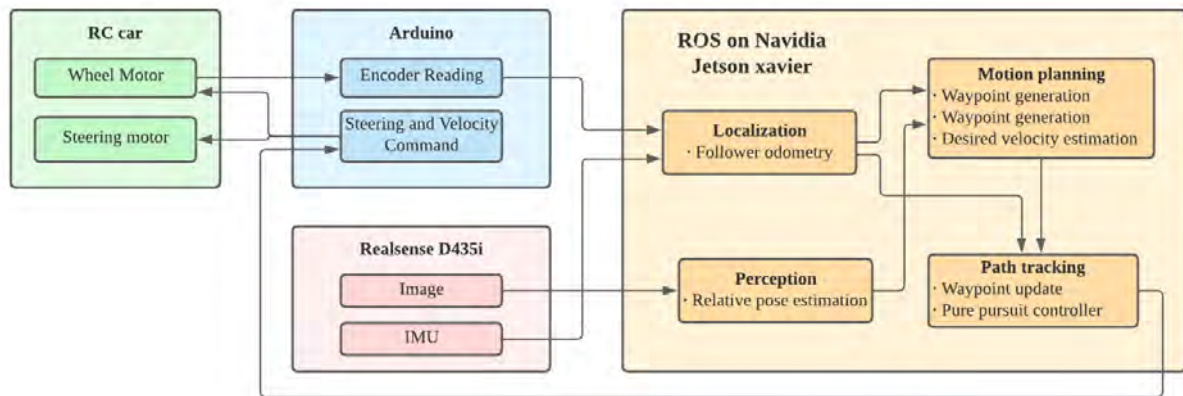 RC car
Wheel Motor
Steering motor
Arduino
Encoder Reading
Steering and Velocity
Command
Realsense D435i
Image
IMU
ROS on Navidia
Jetson xavier
Localization
· Follower odometry
Perception
· Relative pose estimation
Motion planning
· Waypoint generation
· Waypoint generation
· Desired velocity estimation
Path tracking
· Waypoint update
· Pure pursuit controller